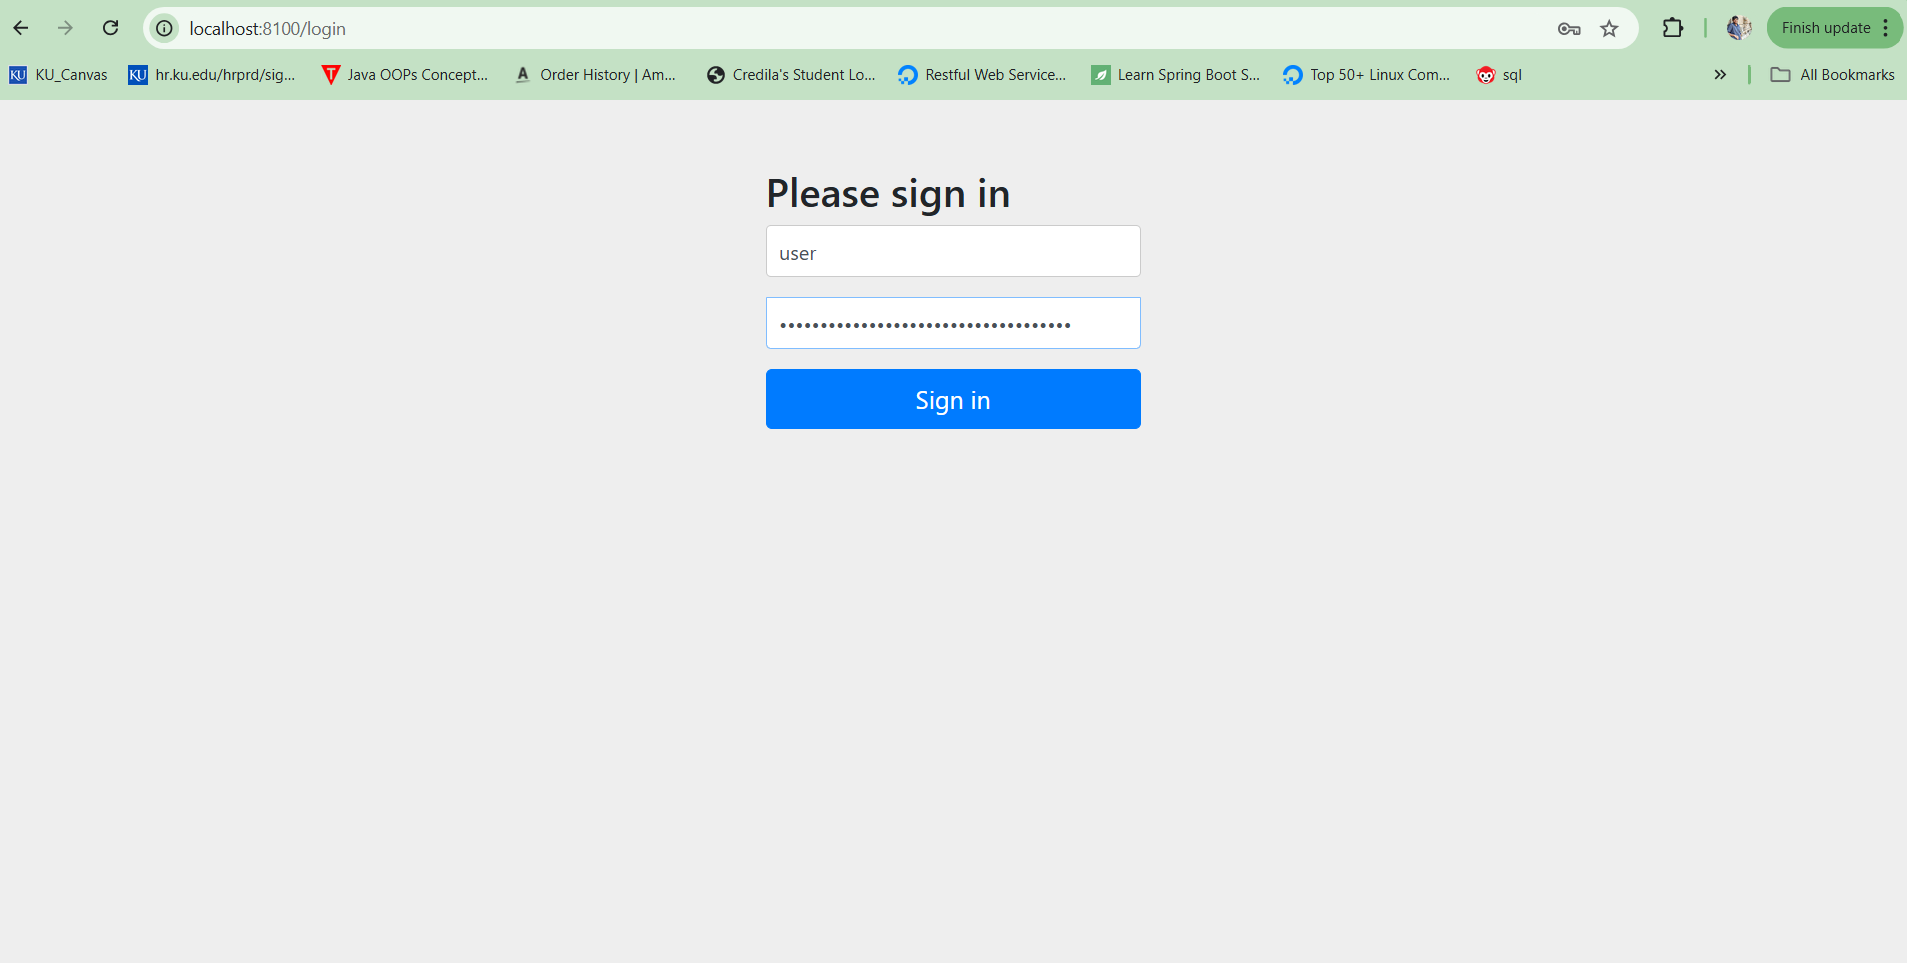 localhost:8100/login
Finish update
KU KU_Canvas KU hr.ku.edu/hrprd/sig... T Java OOPs Concept... A Order History | Am... Credila's Student Lo... Restful Web Service... Learn Spring Boot S... Top 50+ Linux Com... sql » All Bookmarks
Please sign in
user
••••••••••••••••••••••••••••••••••••
Sign in